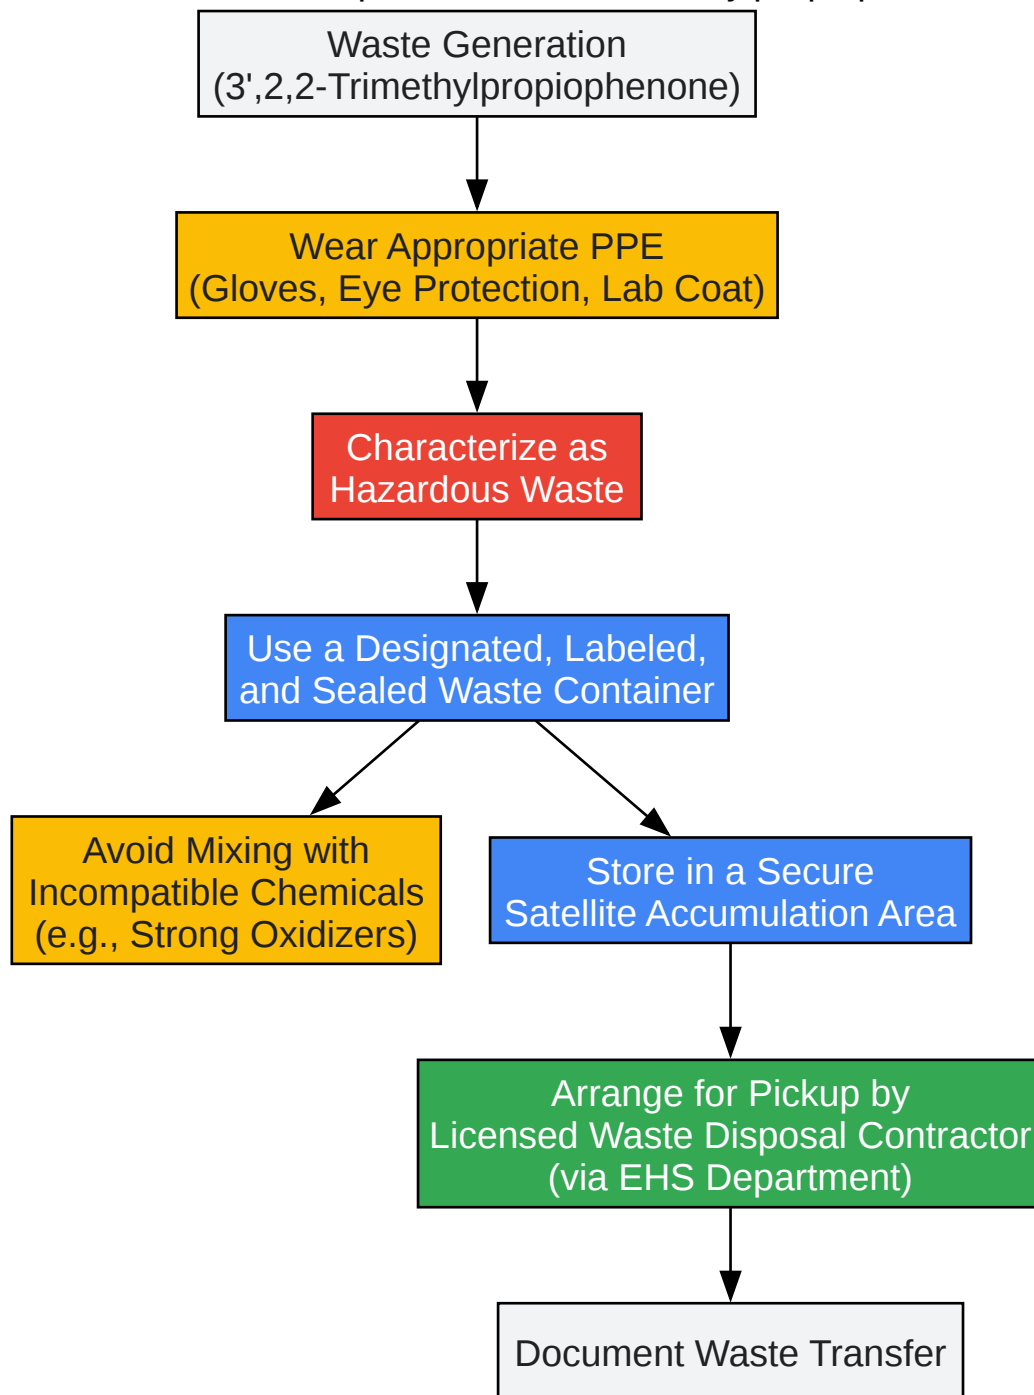 Waste Generation
(3',2,2-Trimethylpropiophenone)
Wear Appropriate PPE
(Gloves, Eye Protection, Lab Coat)
Characterize as
Hazardous Waste
Use a Designated, Labeled,
and Sealed Waste Container
Avoid Mixing with
Incompatible Chemicals
(e.g., Strong Oxidizers)
Store in a Secure
Satellite Accumulation Area
Arrange for Pickup by
Licensed Waste Disposal Contractor
(via EHS Department)
Document Waste Transfer